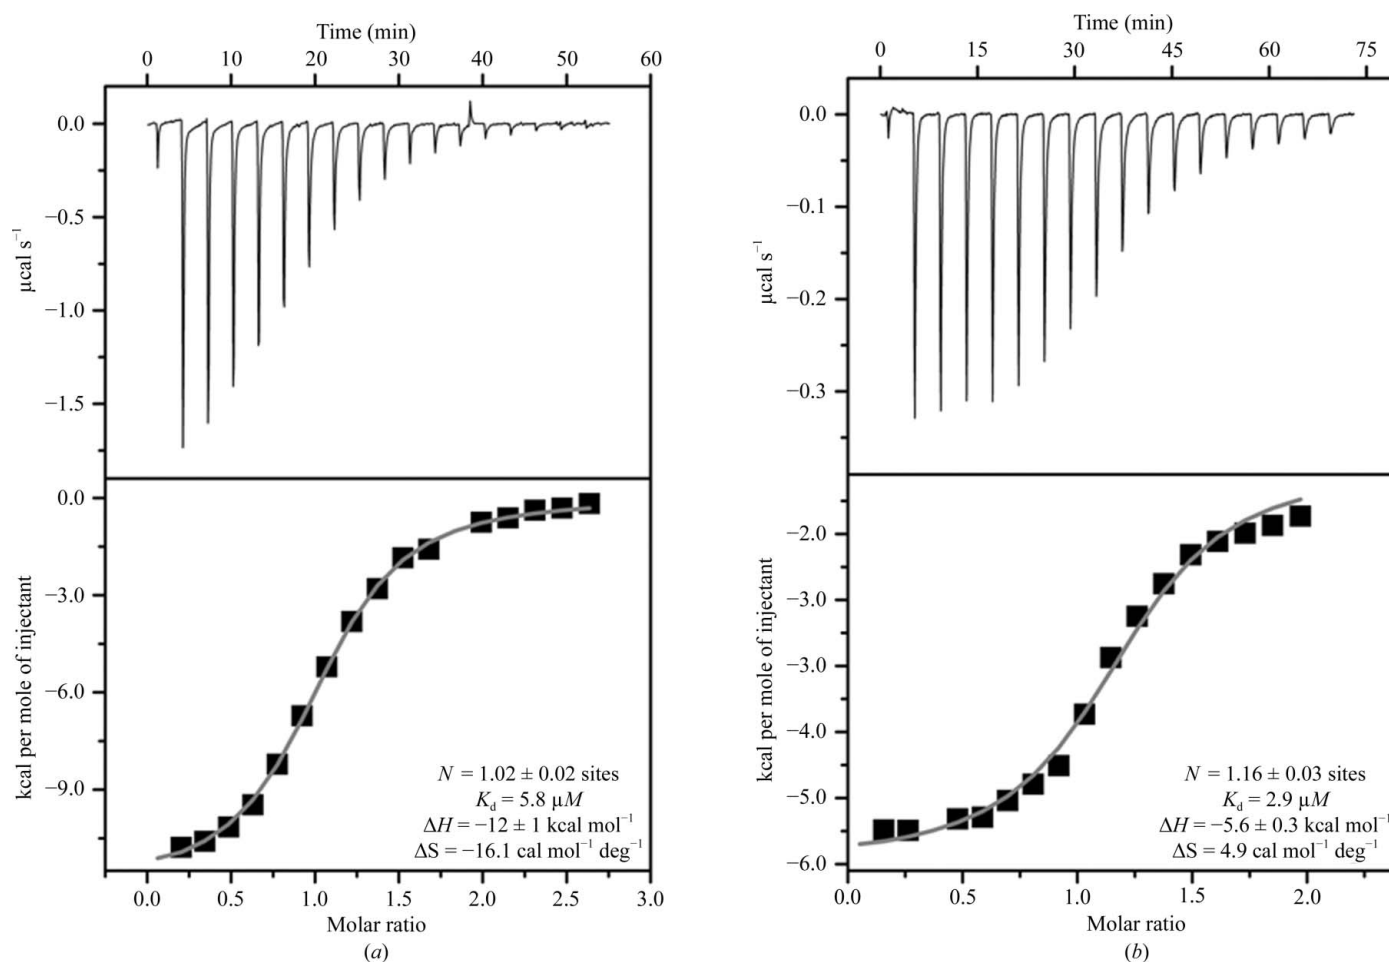 Time (min)
0 10 20 30 40 50 60
0.0
−0.5
−1.0
−1.5
µcal s−1
0.0
−3.0
−6.0
−9.0
kcal per mole of injectant
N = 1.02 ± 0.02 sites
Kd = 5.8 µM
ΔH = −12 ± 1 kcal mol−1
ΔS = −16.1 cal mol−1 deg−1
0.0 0.5 1.0 1.5 2.0 2.5 3.0
Molar ratio
(a)
Time (min)
0 15 30 45 60 75
0.0
−0.1
−0.2
−0.3
µcal s−1
−2.0
−3.0
−4.0
−5.0
−6.0
kcal per mole of injectant
N = 1.16 ± 0.03 sites
Kd = 2.9 µM
ΔH = −5.6 ± 0.3 kcal mol−1
ΔS = 4.9 cal mol−1 deg−1
0.0 0.5 1.0 1.5 2.0
Molar ratio
(b)